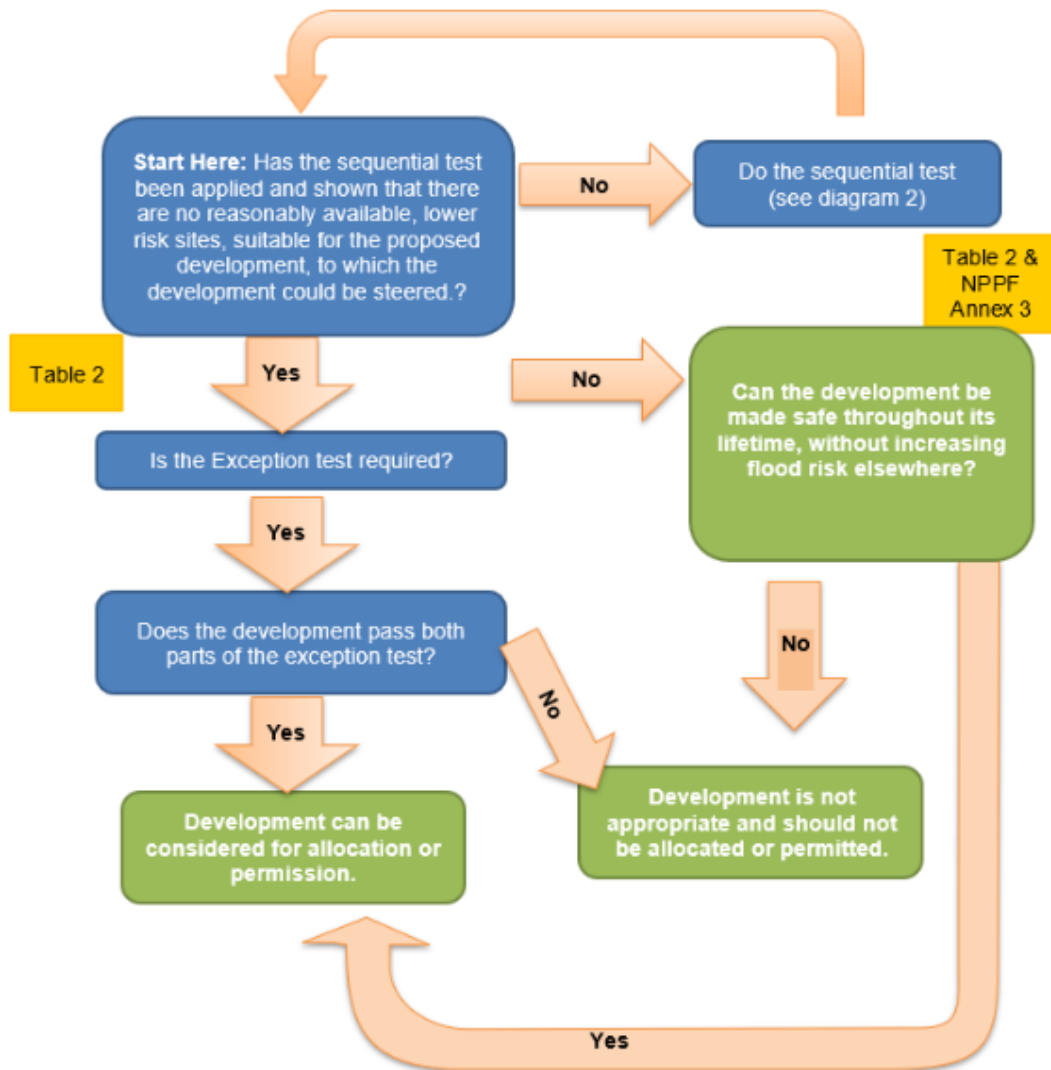 Start Here: Has the sequential test
been applied and shown that there
are no reasonably available, lower
risk sites, suitable for the proposed
development, to which the
development could be steered.?
No
Do the sequential test
(see diagram 2)
Table 2 &
NPPF
Annex 3
Table 2
Yes
No
Can the development be
made safe throughout its
lifetime, without increasing
flood risk elsewhere?
Is the Exception test required?
Yes
Does the development pass both
parts of the exception test?
No
No
Yes
Development can be
considered for allocation or
permission.
Development is not
appropriate and should not
be allocated or permitted.
Yes